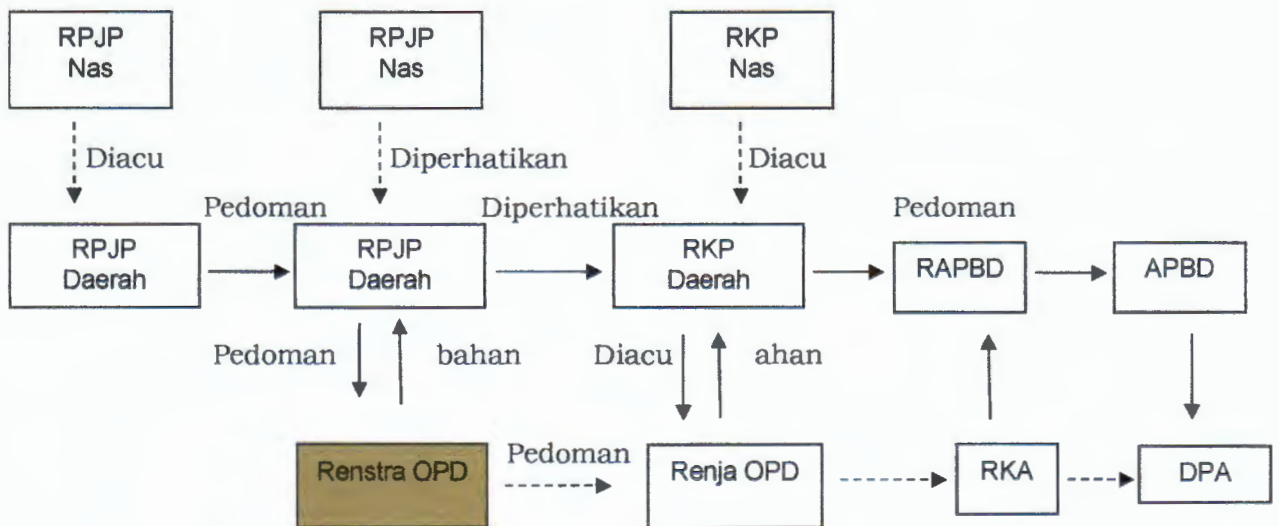 RPJP
Nas
RPJP
Nas
RKP
Nas
Diacu
Diperhatikan
Diacu
Pedoman
Diperhatikan
Pedoman
RPJP
Daerah
RPJP
Daerah
RKP
Daerah
RAPBD
APBD
Pedoman
bahan
Diacu
ahan
Renstra OPD
Pedoman
Renja OPD
RKA
DPA